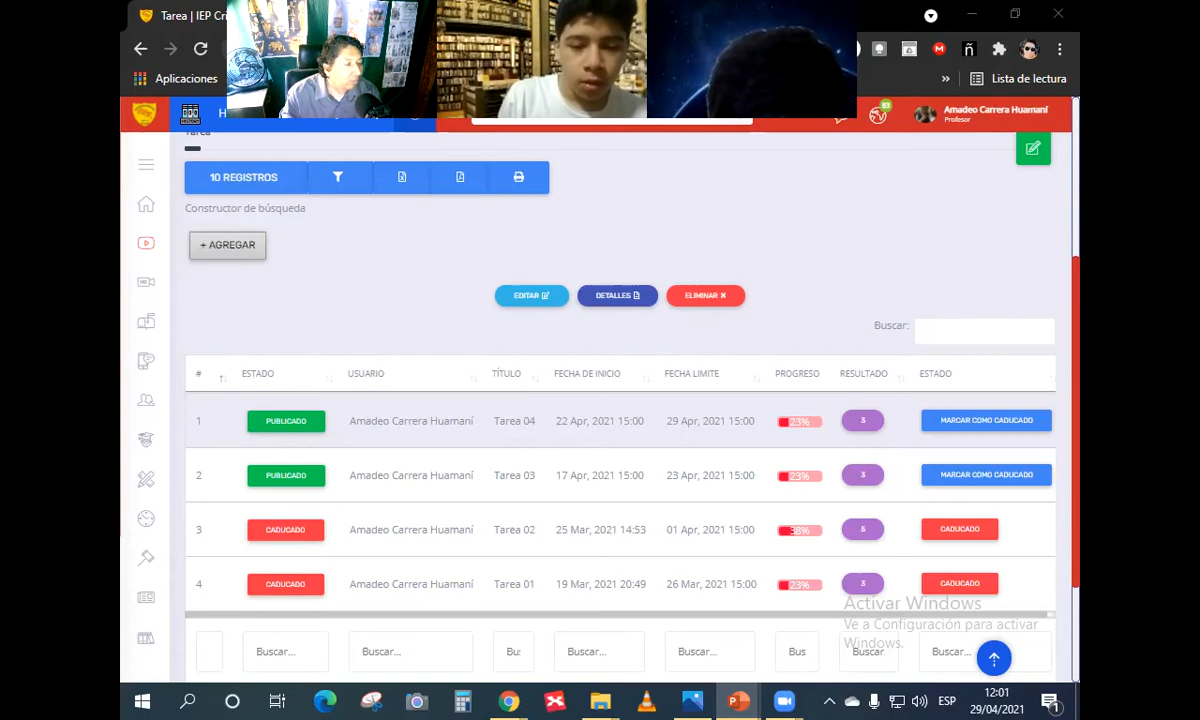 Tarea | IEP Cri
Aplicaciones
»
Lista de lectura
83
Amadeo Carrera Huamaní
Profesor
Tarea
10 REGISTROS
Constructor de búsqueda
+ AGREGAR
EDITAR
DETALLES
ELIMINAR
Buscar:
# ESTADO USUARIO TÍTULO FECHA DE INICIO FECHA LIMITE PROGRESO RESULTADO ESTADO
1 PUBLICADO Amadeo Carrera Huamaní Tarea 04 22 Apr, 2021 15:00 29 Apr, 2021 15:00 23% 3 MARCAR COMO CADUCADO
2 PUBLICADO Amadeo Carrera Huamaní Tarea 03 17 Apr, 2021 15:00 23 Apr, 2021 15:00 23% 3 MARCAR COMO CADUCADO
3 CADUCADO Amadeo Carrera Huamaní Tarea 02 25 Mar, 2021 14:53 01 Apr, 2021 15:00 38% 5 CADUCADO
4 CADUCADO Amadeo Carrera Huamaní Tarea 01 19 Mar, 2021 20:49 26 Mar, 2021 15:00 23% 3 CADUCADO
Activar Windows
Ve a Configuración para activar
Windows.
Buscar... Buscar... Bu: Buscar... Buscar... Bus Buscar. Buscar...
ESP
12:01
29/04/2021
1